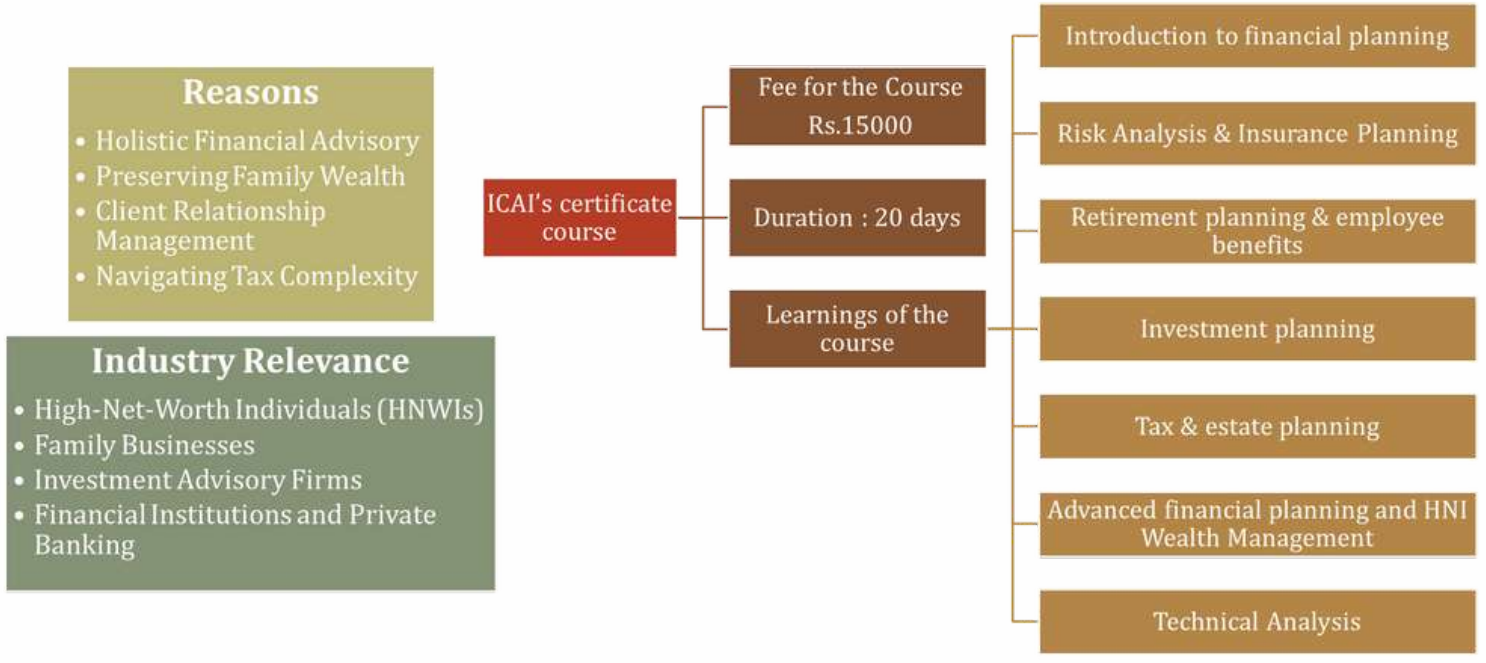 Reasons
• Holistic Financial Advisory
• Preserving Family Wealth
• Client Relationship
Management
• Navigating Tax Complexity
Industry Relevance
• High-Net-Worth Individuals (HNWIs)
• Family Businesses
• Investment Advisory Firms
• Financial Institutions and Private
Banking
ICAI's certificate
course
Fee for the Course
Rs.15000
Duration : 20 days
Learnings of the
course
Introduction to financial planning
Risk Analysis & Insurance Planning
Retirement planning & employee
benefits
Investment planning
Tax & estate planning
Advanced financial planning and HNI
Wealth Management
Technical Analysis